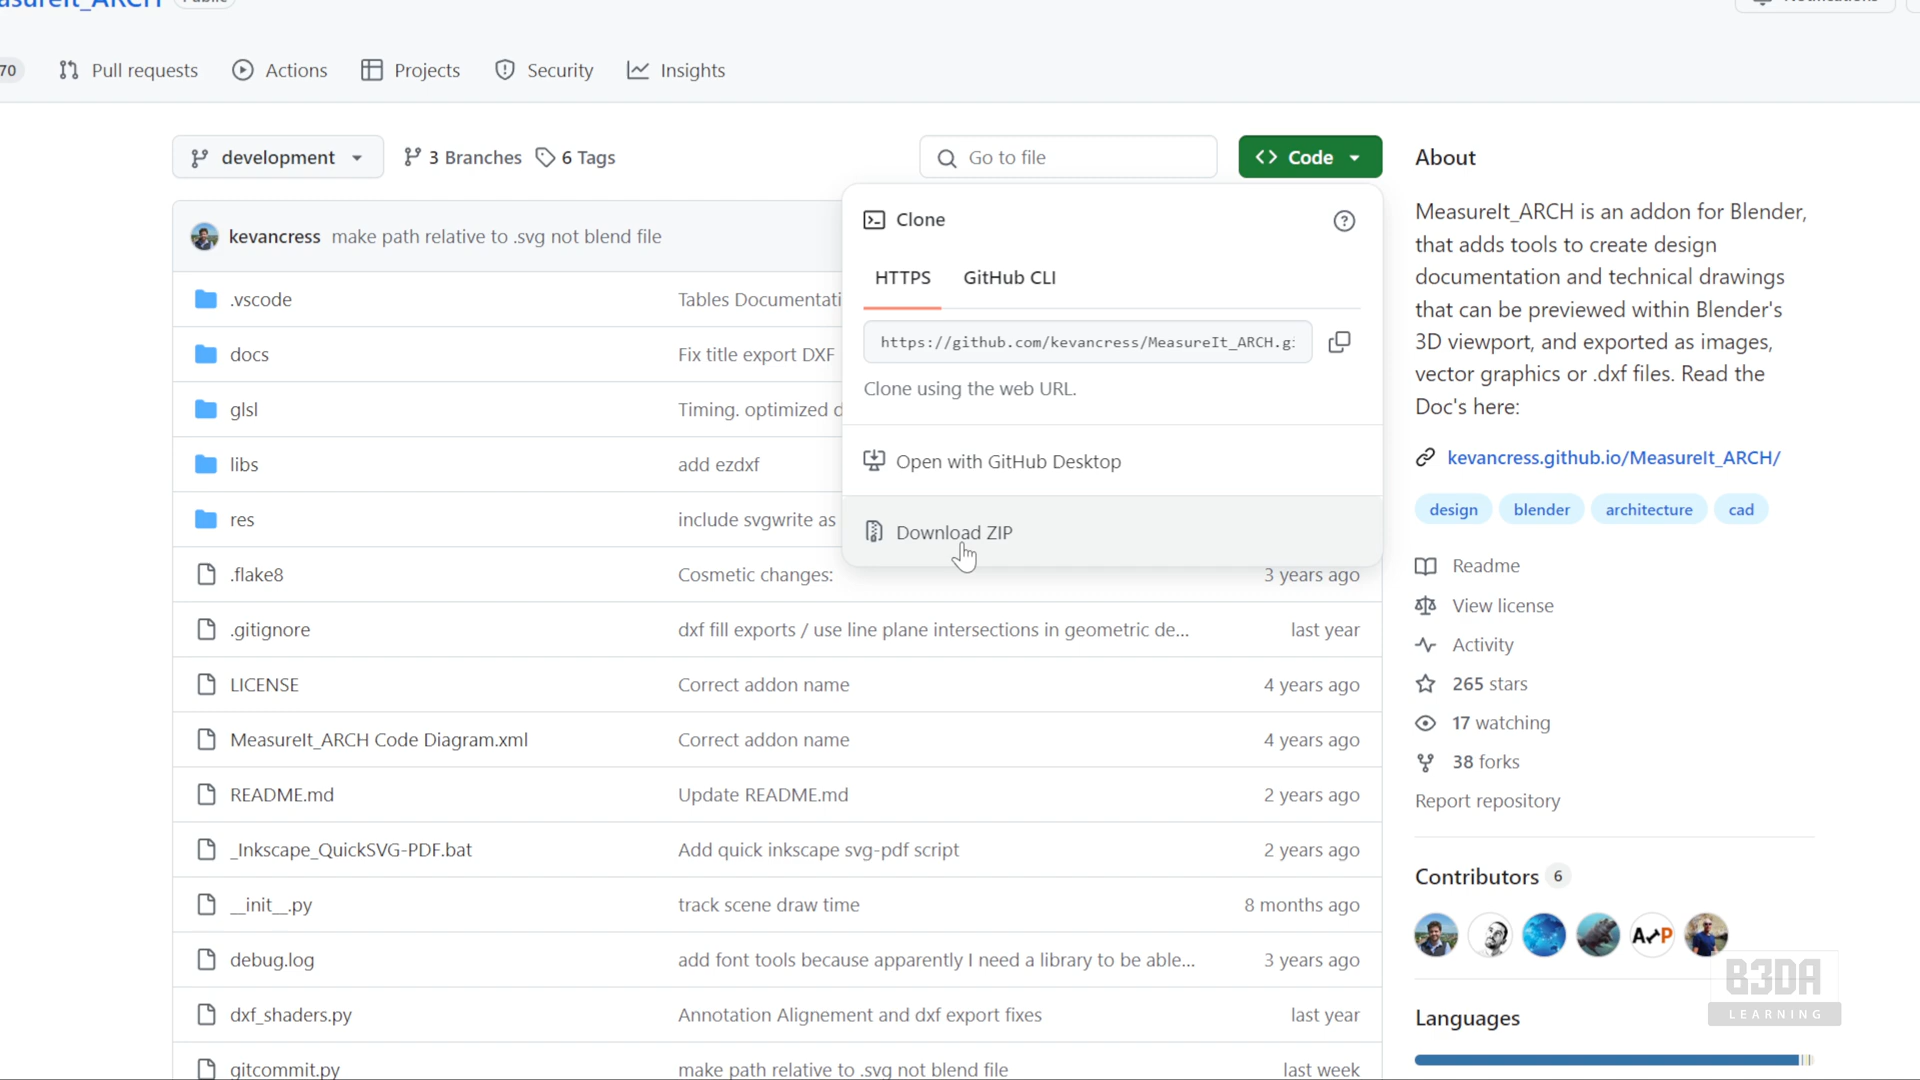 asureIt_ARCH Public
Notifications
70 Pull requests Actions Projects Security Insights
development 3 Branches 6 Tags
Go to file
Code
About
kevancress make path relative to .svg not blend file
Clone
HTTPS GitHub CLI
https://github.com/kevancress/MeasureIt_ARCH.gi
Clone using the web URL.
Open with GitHub Desktop
Download ZIP
.vscode Tables Documentati
docs Fix title export DXF
glsl Timing. optimized d
libs add ezdxf
res include svgwrite as
.flake8 Cosmetic changes: 3 years ago
.gitignore dxf fill exports / use line plane intersections in geometric de... last year
LICENSE Correct addon name 4 years ago
MeasureIt_ARCH Code Diagram.xml Correct addon name 4 years ago
README.md Update README.md 2 years ago
_Inkscape_QuickSVG-PDF.bat Add quick inkscape svg-pdf script 2 years ago
__init__.py track scene draw time 8 months ago
debug.log add font tools because apparently I need a library to be able... 3 years ago
dxf_shaders.py Annotation Alignement and dxf export fixes last year
gitcommit.py make path relative to .svg not blend file last week
MeasureIt_ARCH is an addon for Blender,
that adds tools to create design
documentation and technical drawings
that can be previewed within Blender's
3D viewport, and exported as images,
vector graphics or .dxf files. Read the
Doc's here:
kevancress.github.io/MeasureIt_ARCH/
design blender architecture cad
Readme
View license
Activity
265 stars
17 watching
38 forks
Report repository
Contributors 6
A P
B3DA
LEARNING
Languages